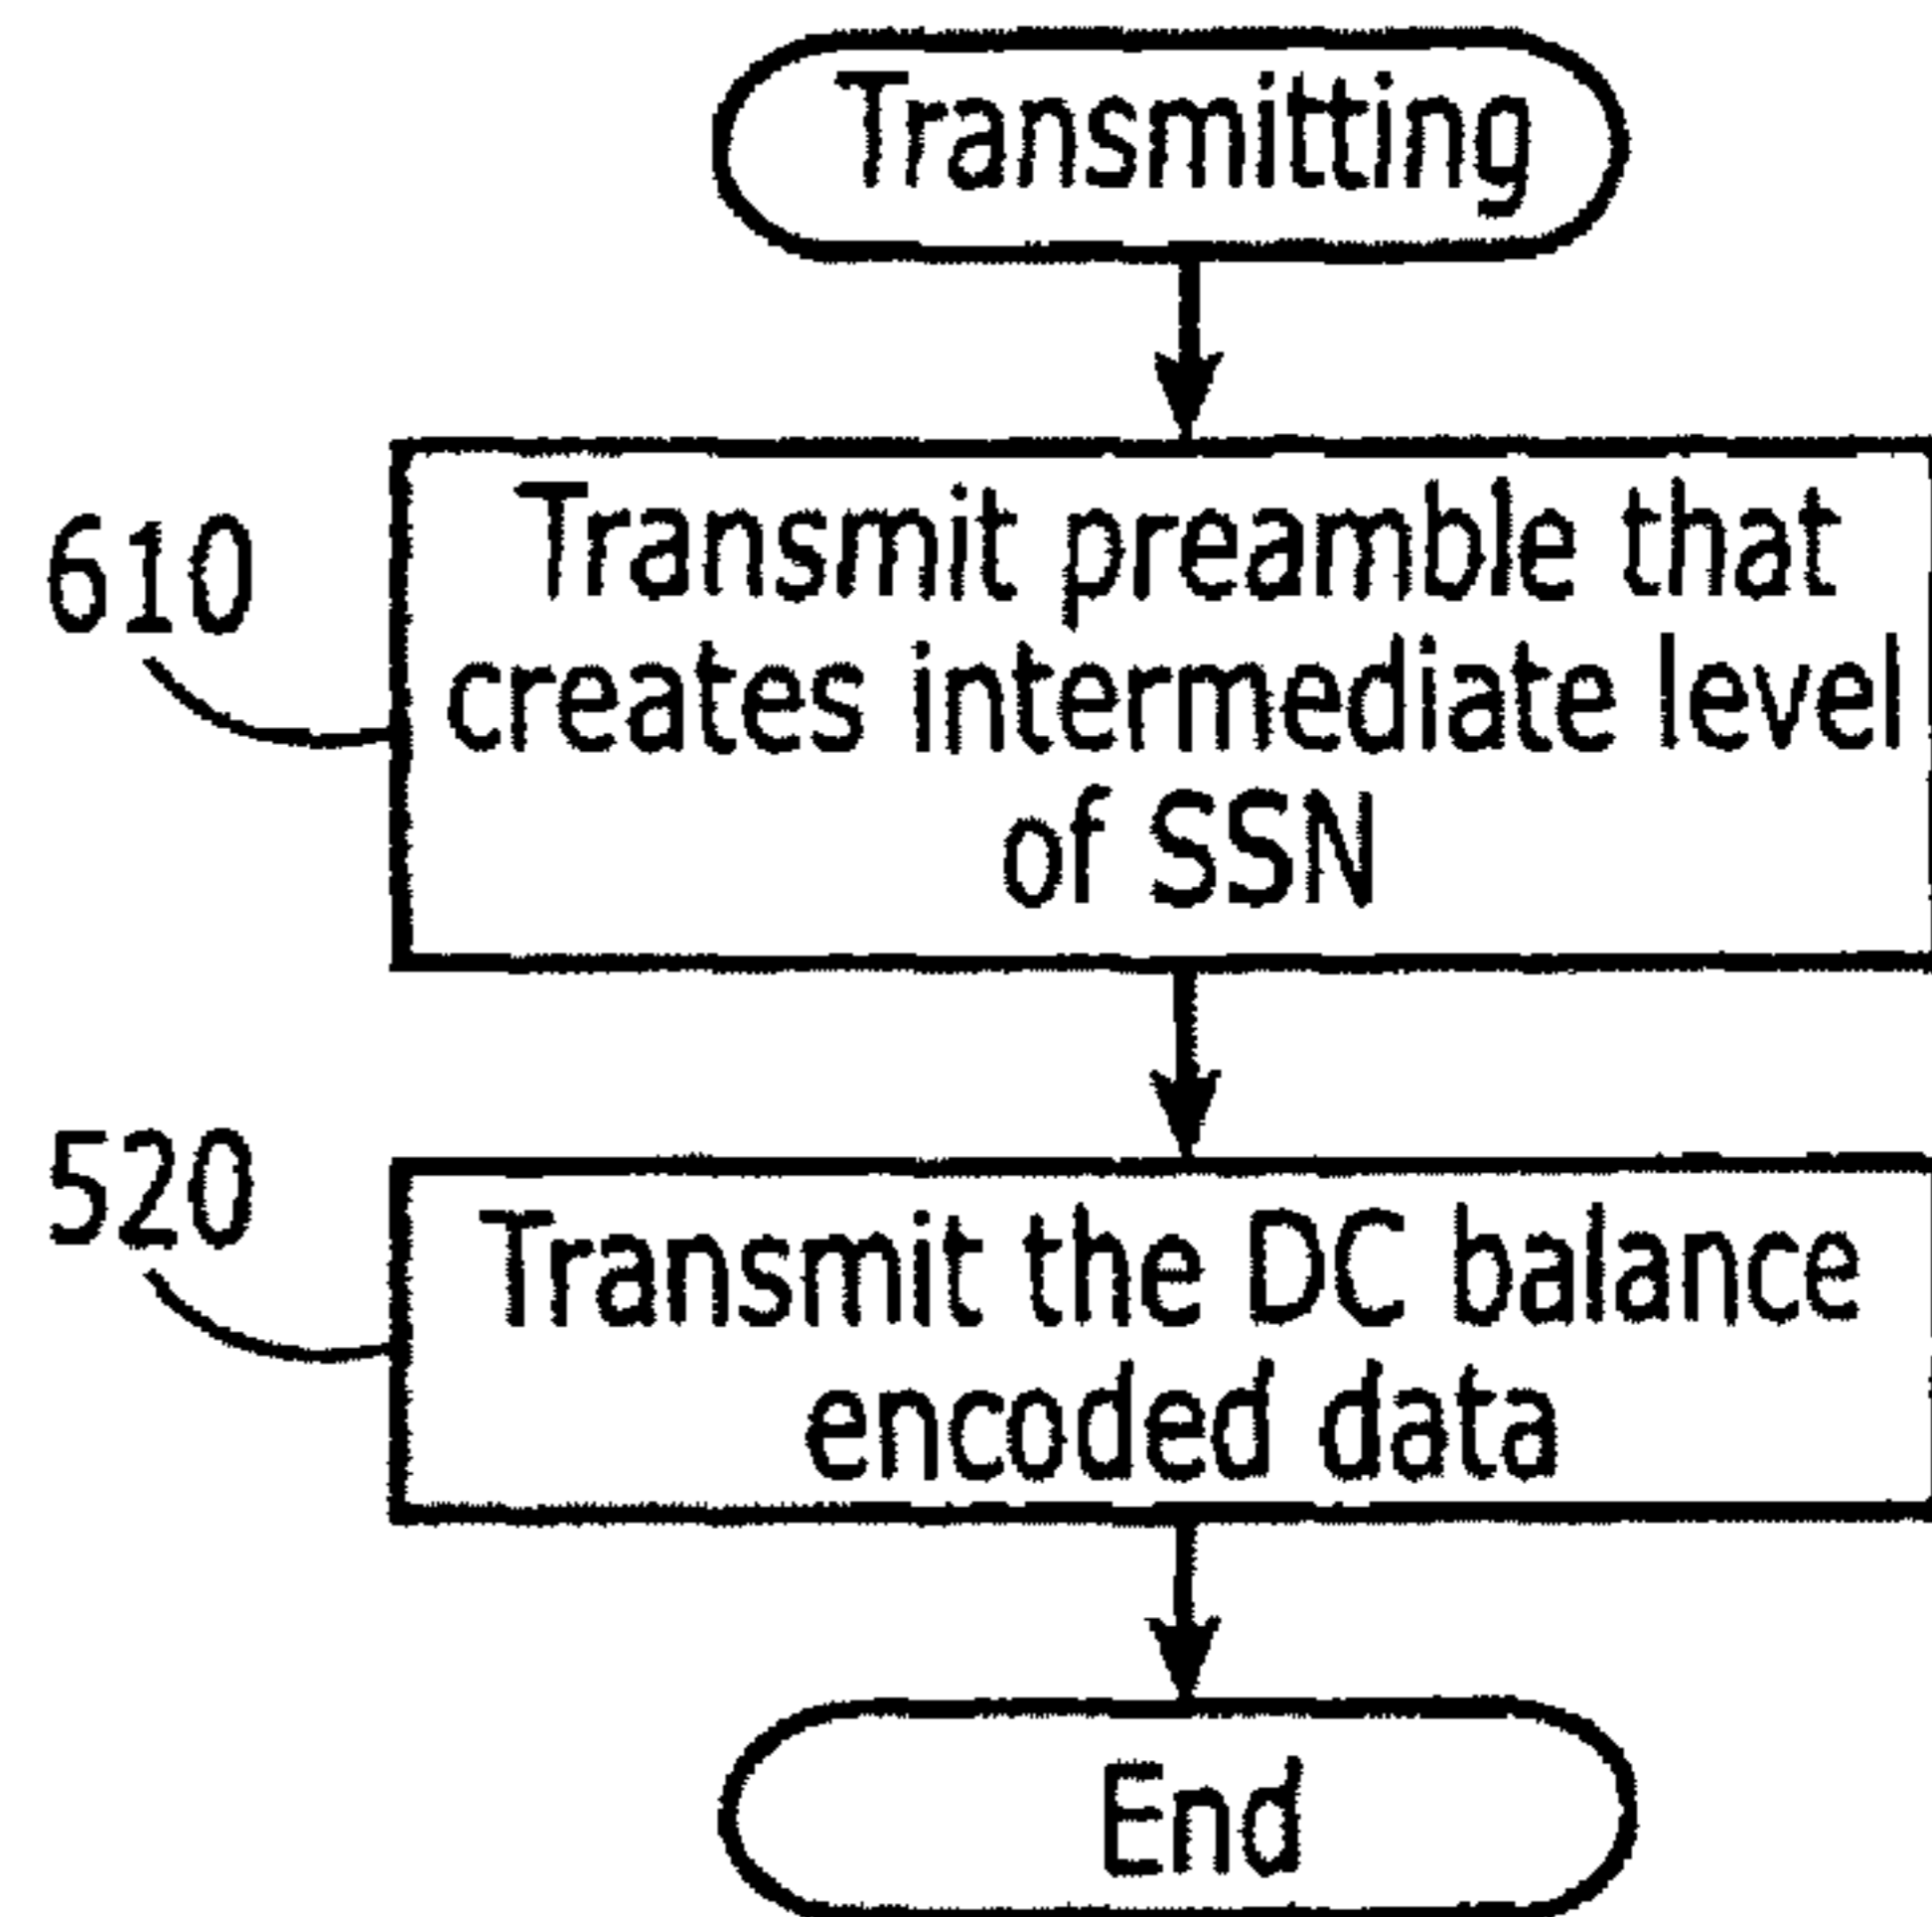 Transmitting
610
Transmit preamble that
creates intermediate level
of SSN
520
Transmit the DC balance
encoded data
End